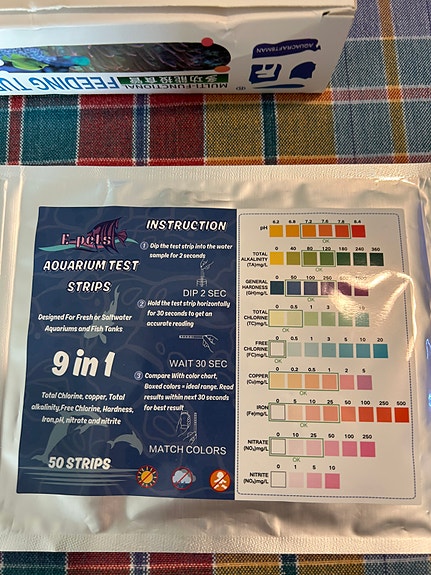 AQUACRAFTSMAN
MULTI-FUNCTIONAL
多功能投食管
FEEDING TU
E-pets
AQUARIUM TEST
STRIPS
Designed For Fresh or Saltwater
Aquariums and Fish Tanks
9 in 1
Total Chlorine, copper, Total
alkalinity,Free Chlorine, Hardness,
Iron,pH, nitrate and nitrite
50 STRIPS
INSTRUCTION
1 Dip the test strip into the water
sample for 2 seconds
DIP 2 SEC
2 Hold the test strip horizontally
for 30 seconds to get an
accurate reading
WAIT 30 SEC
3 Compare With color chart,
Boxed colors = ideal range. Read
results within next 30 seconds
for best result
MATCH COLORS
6.2 6.8 7.2 7.6 7.8 8.4
pH
OK
0 40 80 120 180 240 360
TOTAL
ALKALINITY
(TA)mg/L
OK
0 50 100
GENERAL
HARDNESS
(GH)mg/L
OK
0 0.5 1 3
TOTAL
CHLORINE
(TC)mg/L
OK
0 0.5 1 3 5 10 20
FREE
CHLORINE
(FC)mg/L
OK
0 0.2 0.5 1 2 5
COPPER
(Cu)mg/L
OK
0 5 10 25 50 100 250 500
IRON
(Fe)mg/L
OK
0 10 25 50 100 250
NITRATE
(NO₃)mg/L
OK
0 1 5 10
NITRITE
(NO₂)mg/L